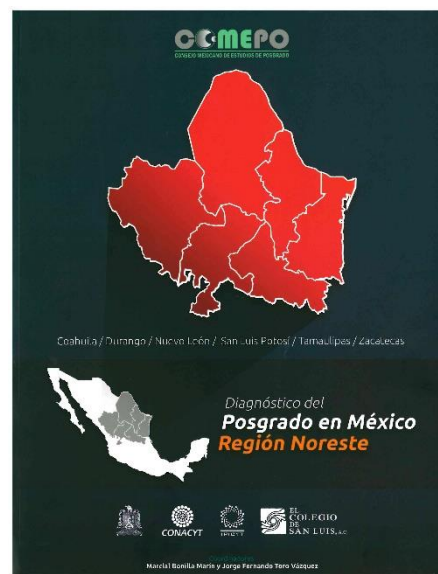 COMEPO
CONSEJO MEXICANO DE ESTUDIOS DE POSGRADO
Coahuila / Durango / Nuevo León / San Luis Potosí / Tamaulipas / Zacatecas
Diagnóstico del
Posgrado en México
Región Noreste
CONACYT
EL
COLEGIO
DE
SAN LUIS, A.C.
Coordinadores
Marcial Bonilla Marín y Jorge Fernando Toro Vázquez